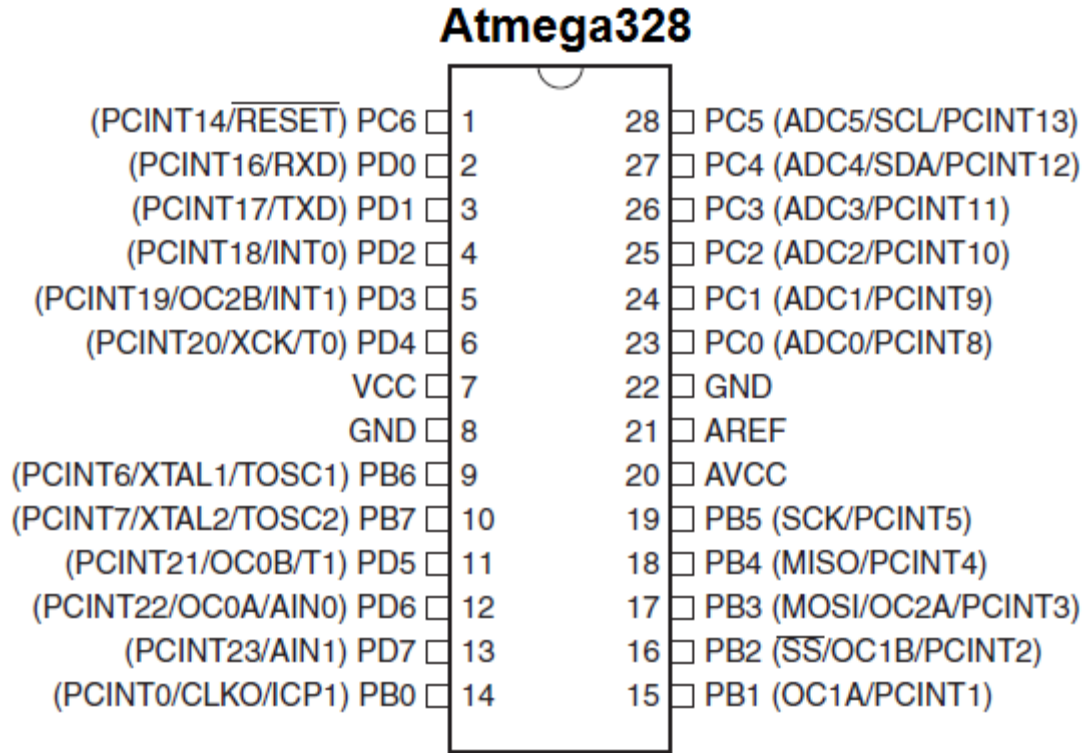 Atmega328
(PCINT14/RESET) PC6 1 28 PC5 (ADC5/SCL/PCINT13)
(PCINT16/RXD) PD0 2 27 PC4 (ADC4/SDA/PCINT12)
(PCINT17/TXD) PD1 3 26 PC3 (ADC3/PCINT11)
(PCINT18/INT0) PD2 4 25 PC2 (ADC2/PCINT10)
(PCINT19/OC2B/INT1) PD3 5 24 PC1 (ADC1/PCINT9)
(PCINT20/XCK/T0) PD4 6 23 PC0 (ADC0/PCINT8)
VCC 7 22 GND
GND 8 21 AREF
(PCINT6/XTAL1/TOSC1) PB6 9 20 AVCC
(PCINT7/XTAL2/TOSC2) PB7 10 19 PB5 (SCK/PCINT5)
(PCINT21/OC0B/T1) PD5 11 18 PB4 (MISO/PCINT4)
(PCINT22/OC0A/AIN0) PD6 12 17 PB3 (MOSI/OC2A/PCINT3)
(PCINT23/AIN1) PD7 13 16 PB2 (SS/OC1B/PCINT2)
(PCINT0/CLKO/ICP1) PB0 14 15 PB1 (OC1A/PCINT1)